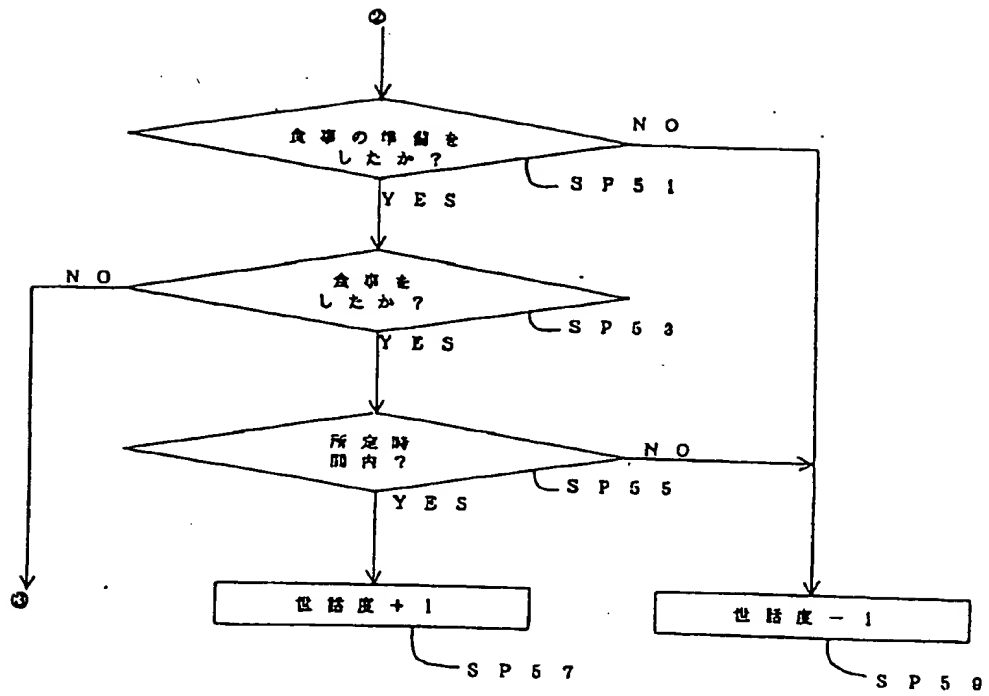 ❷
食事の準備を
したか？
NO
SP51
YES
NO
食事を
したか？
SP53
YES
所定時
間内？
NO
SP55
YES
❸
世話度＋1
世話度－1
SP57
SP59